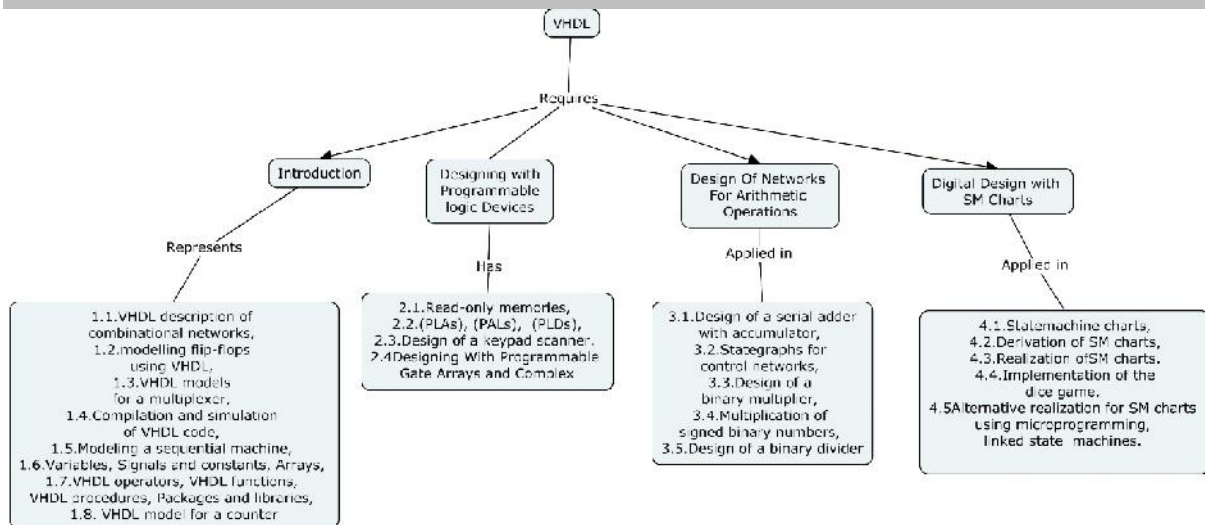 VHDL
Requires
Introduction
Designing with
Programmable
logic Devices
Design Of Networks
For Arithmetic
Operations
Digital Design with
SM Charts
Represents
Has
Applied in
Applied in
1.1.VHDL description of
combinational networks,
1.2.modelling flip-flops
using VHDL,
1.3.VHDL models
for a multiplexer,
1.4.Compilation and simulation
of VHDL code,
1.5.Modeling a sequential machine,
1.6.Variables, Signals and constants, Arrays,
1.7.VHDL operators, VHDL functions,
VHDL procedures, Packages and libraries,
1.8. VHDL model for a counter
2.1.Read-only memories,
2.2.(PLAs), (PALs), (PLDs),
2.3.Design of a keypad scanner.
2.4Designing With Programmable
Gate Arrays and Complex
3.1.Design of a serial adder
with accumulator,
3.2.Stategraphs for
control networks,
3.3.Design of a
binary multiplier,
3.4.Multiplication of
signed binary numbers,
3.5.Design of a binary divider
4.1.Statemachine charts,
4.2.Derivation of SM charts,
4.3.Realization ofSM charts.
4.4.Implementation of the
dice game.
4.5Alternative realization for SM charts
using microprogramming,
linked state machines.